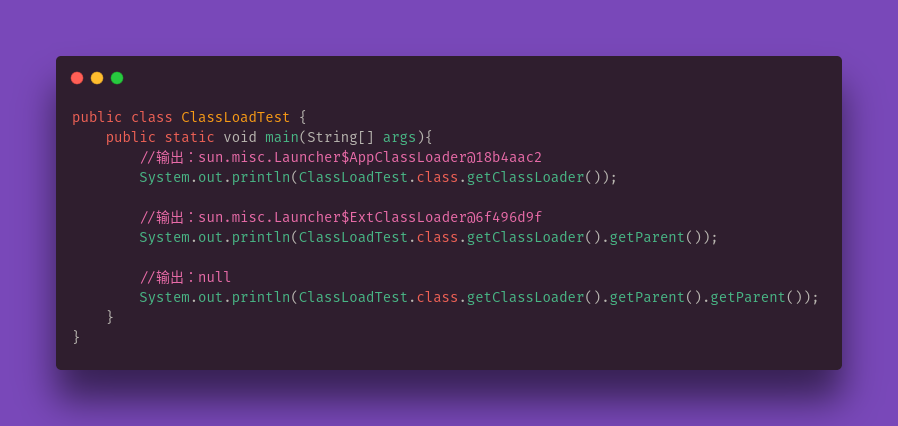 public class ClassLoadTest {
    public static void main(String[] args){
        //输出：sun.misc.Launcher$AppClassLoader@18b4aac2
        System.out.println(ClassLoadTest.class.getClassLoader());

        //输出：sun.misc.Launcher$ExtClassLoader@6f496d9f
        System.out.println(ClassLoadTest.class.getClassLoader().getParent());

        //输出：null
        System.out.println(ClassLoadTest.class.getClassLoader().getParent().getParent());
    }
}